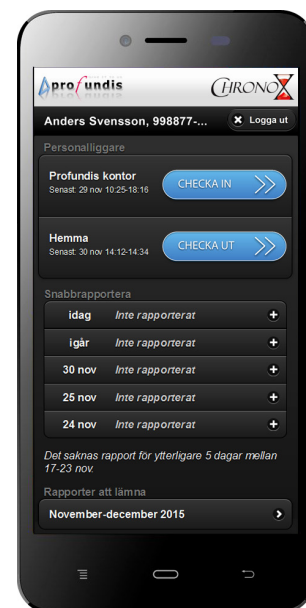 profundis
CHRONOX
Anders Svensson, 998877-...
Logga ut
Personalliggare
Profundis kontor
Senast: 29 nov 10:25-18:16
CHECKA IN
Hemma
Senast: 30 nov 14:12-14:34
CHECKA UT
Snabbrapportera
idag Inte rapporterat
igår Inte rapporterat
30 nov Inte rapporterat
25 nov Inte rapporterat
24 nov Inte rapporterat
Det saknas rapport för ytterligare 5 dagar mellan
17-23 nov.
Rapporter att lämna
November-december 2015